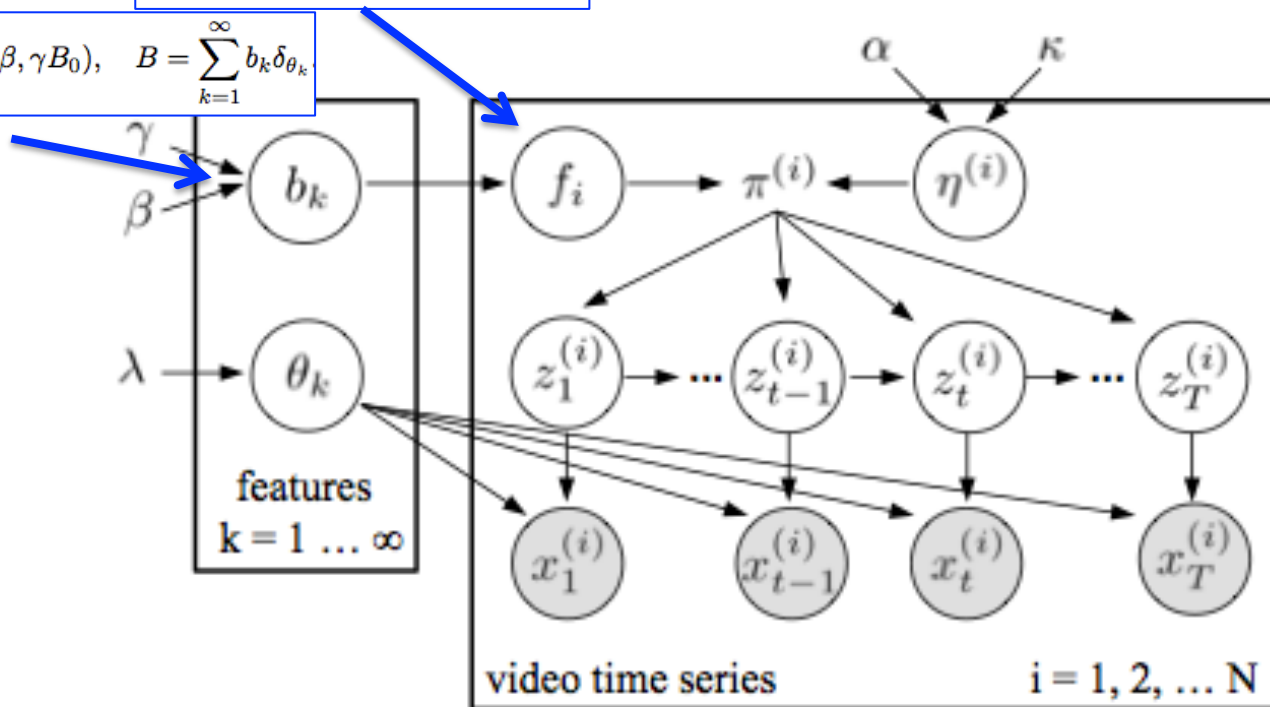 β, γB₀),   B = ∑_{k=1}^{∞} b_k δ_{θ_k}
α κ
γ
β
b_k
f_i
π^{(i)}
η^{(i)}
λ
θ_k
z_1^{(i)} ... z_{t-1}^{(i)} z_t^{(i)} ... z_T^{(i)}
features
k = 1 ... ∞
x_1^{(i)} x_{t-1}^{(i)} x_t^{(i)} x_T^{(i)}
video time series
i = 1, 2, ... N